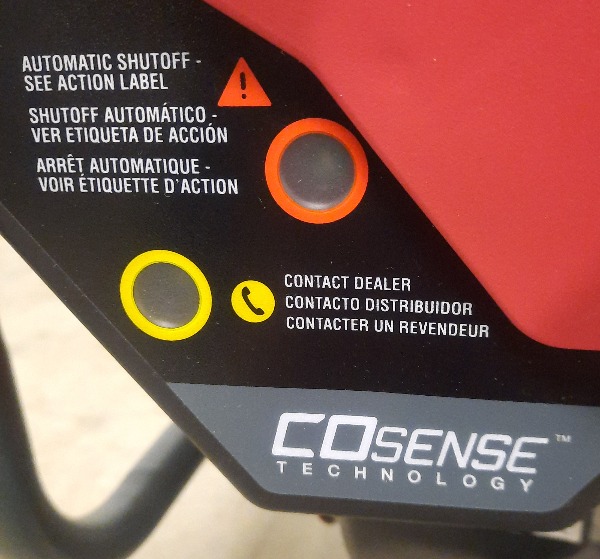 AUTOMATIC SHUTOFF -
SEE ACTION LABEL
SHUTOFF AUTOMÁTICO -
VER ETIQUETA DE ACCIÓN
ARRÊT AUTOMATIQUE -
VOIR ÉTIQUETTE D'ACTION
CONTACT DEALER
CONTACTO DISTRIBUIDOR
CONTACTER UN REVENDEUR
COSENSE™
TECHNOLOGY